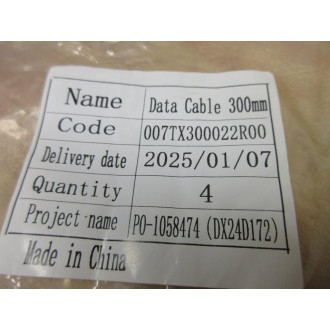 Name Data Cable 300mm
Code 007TX300022R00
Delivery date 2025/01/07
Quantity 4
Project name PO-1058474 (DX24D172)
Made in China